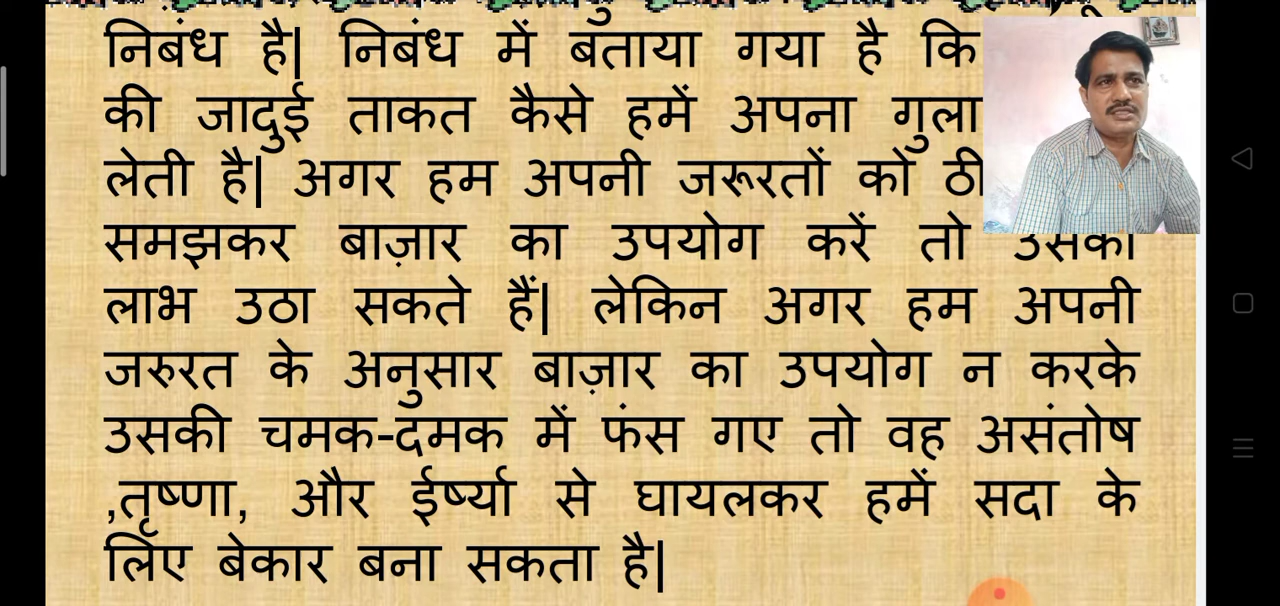 निबंध है| निबंध में बताया गया है कि
की जादुई ताकत कैसे हमें अपना
लेती है| अगर हम अपनी जरूरतों को
समझकर बाज़ार का उपयोग करें तो उसका
लाभ उठा सकते हैं| लेकिन अगर हम अपनी
जरुरत के अनुसार बाज़ार का उपयोग न करके
उसकी चमक-दमक में फंस गए तो वह असंतोष
,तृष्णा, और ईर्ष्या से घायलकर हमें सदा के
लिए बेकार बना सकता है|